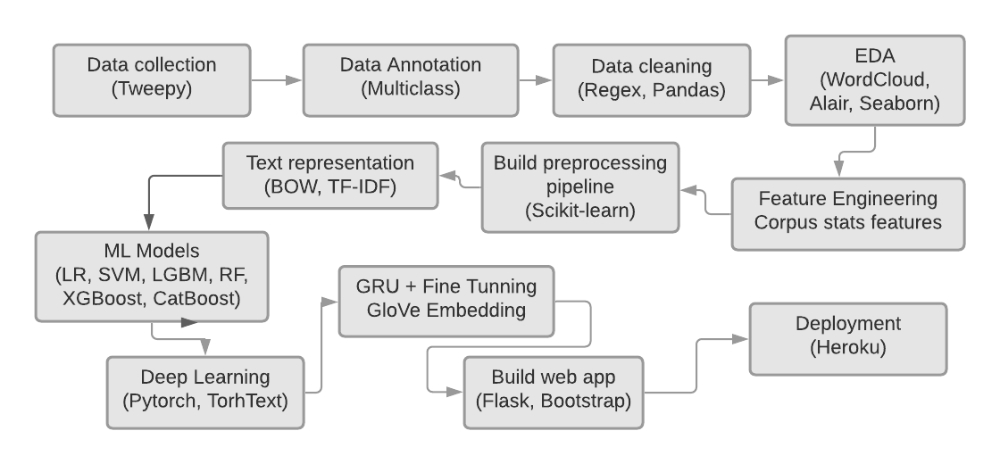 Data collection
(Tweepy)
Data Annotation
(Multiclass)
Data cleaning
(Regex, Pandas)
EDA
(WordCloud,
Alair, Seaborn)
Feature Engineering
Corpus stats features
Build preprocessing
pipeline
(Scikit-learn)
Text representation
(BOW, TF-IDF)
ML Models
(LR, SVM, LGBM, RF,
XGBoost, CatBoost)
Deep Learning
(Pytorch, TorhText)
GRU + Fine Tunning
GloVe Embedding
Build web app
(Flask, Bootstrap)
Deployment
(Heroku)